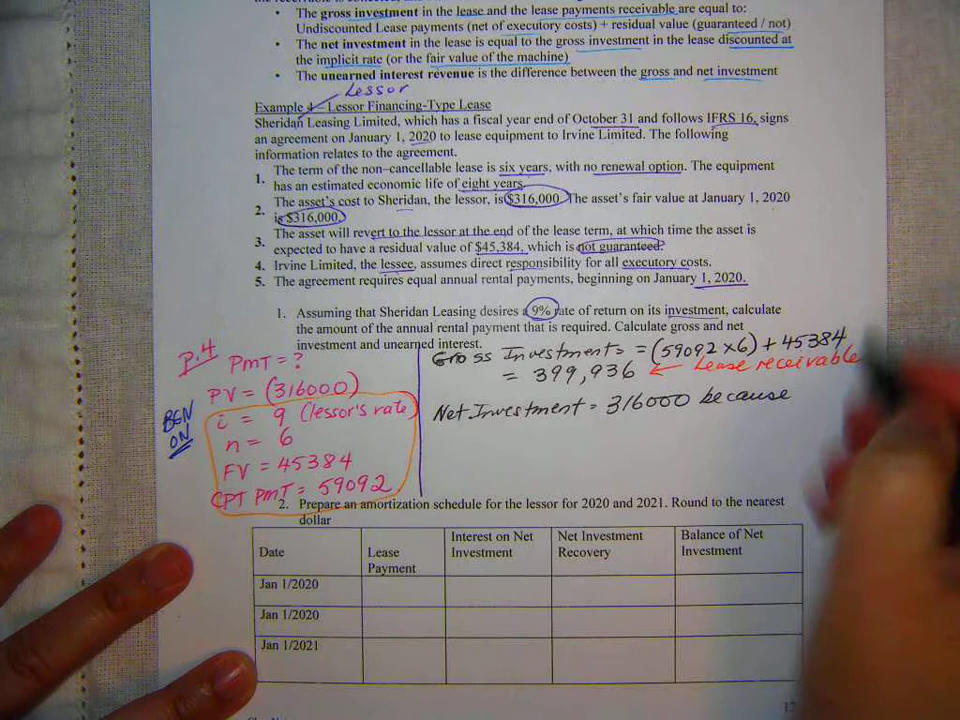 The gross investment in the lease and the lease payments receivable are equal to:
Undiscounted Lease payments (net of executory costs) + residual value (guaranteed / not)
• The net investment in the lease is equal to the gross investment in the lease discounted at
the implicit rate (or the fair value of the machine)
• The unearned interest revenue is the difference between the gross and net investment
Lessor
Example 4 – Lessor Financing-Type Lease
Sheridan Leasing Limited, which has a fiscal year end of October 31 and follows IFRS 16, signs
an agreement on January 1, 2020 to lease equipment to Irvine Limited. The following
information relates to the agreement.
1. The term of the non–cancellable lease is six years, with no renewal option. The equipment
has an estimated economic life of eight years.
2. The asset's cost to Sheridan, the lessor, is $316,000. The asset's fair value at January 1, 2020
is $316,000.
3. The asset will revert to the lessor at the end of the lease term, at which time the asset is
expected to have a residual value of $45,384, which is not guaranteed.
4. Irvine Limited, the lessee, assumes direct responsibility for all executory costs.
5. The agreement requires equal annual rental payments, beginning on January 1, 2020.
1. Assuming that Sheridan Leasing desires a 9% rate of return on its investment, calculate
the amount of the annual rental payment that is required. Calculate gross and net
investment and unearned interest.
P.4
PMT = ?
PV = (316000)
BGN
ON
i = 9 (lessor's rate)
n = 6
FV = 45384
CPT PMT = 59092
Gross Investments = (59092 x 6) + 45384
= 399,936 ← Lease receivable
Net Investment = 316000 because
2. Prepare an amortization schedule for the lessor for 2020 and 2021. Round to the nearest
dollar
Date Lease Payment Interest on Net Investment Net Investment Recovery Balance of Net Investment
Jan 1/2020
Jan 1/2020
Jan 1/2021